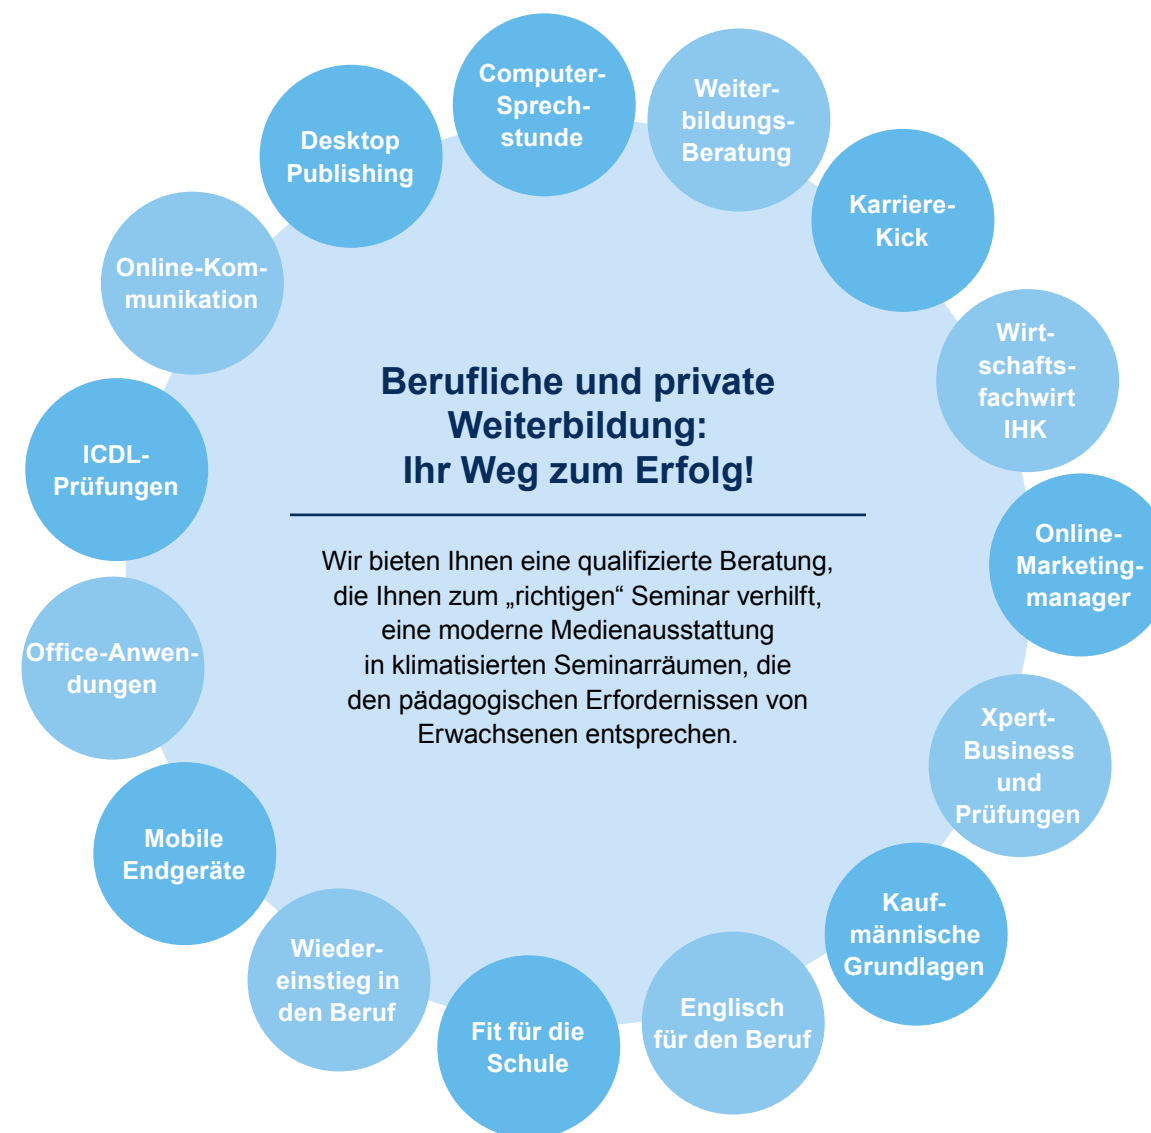 Computer-
Sprech-
stunde
Weiter-
bildungs-
Beratung
Karriere-
Kick
Wirt-
schafts-
fachwirt
IHK
Online-
Marketing-
manager
Xpert-
Business
und
Prüfungen
Kauf-
männische
Grundlagen
Englisch
für den Beruf
Fit für die
Schule
Wieder-
einstieg in
den Beruf
Mobile
Endgeräte
Office-Anwen-
dungen
ICDL-
Prüfungen
Online-Kom-
munikation
Desktop
Publishing
Berufliche und private
Weiterbildung:
Ihr Weg zum Erfolg!
Wir bieten Ihnen eine qualifizierte Beratung,
die Ihnen zum „richtigen“ Seminar verhilft,
eine moderne Medienausstattung
in klimatisierten Seminarräumen, die
den pädagogischen Erfordernissen von
Erwachsenen entsprechen.